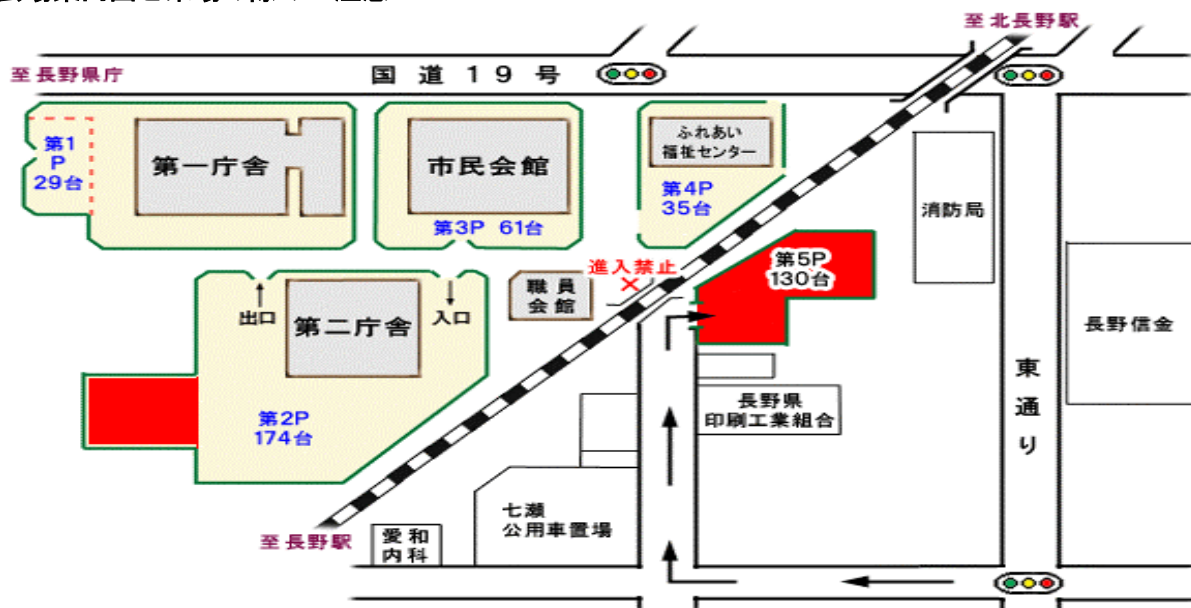 至北長野駅
至長野県庁
国道19号
第1
P
29台
第一庁舎
市民会館
第3P 61台
ふれあい
福祉センター
第4P
35台
消防局
進入禁止
第5P
130台
職員
会館
出口
第二庁舎
入口
長野信金
第2P
174台
長野県
印刷工業組合
東通り
七瀬
公用車置場
至長野駅
愛和
内科